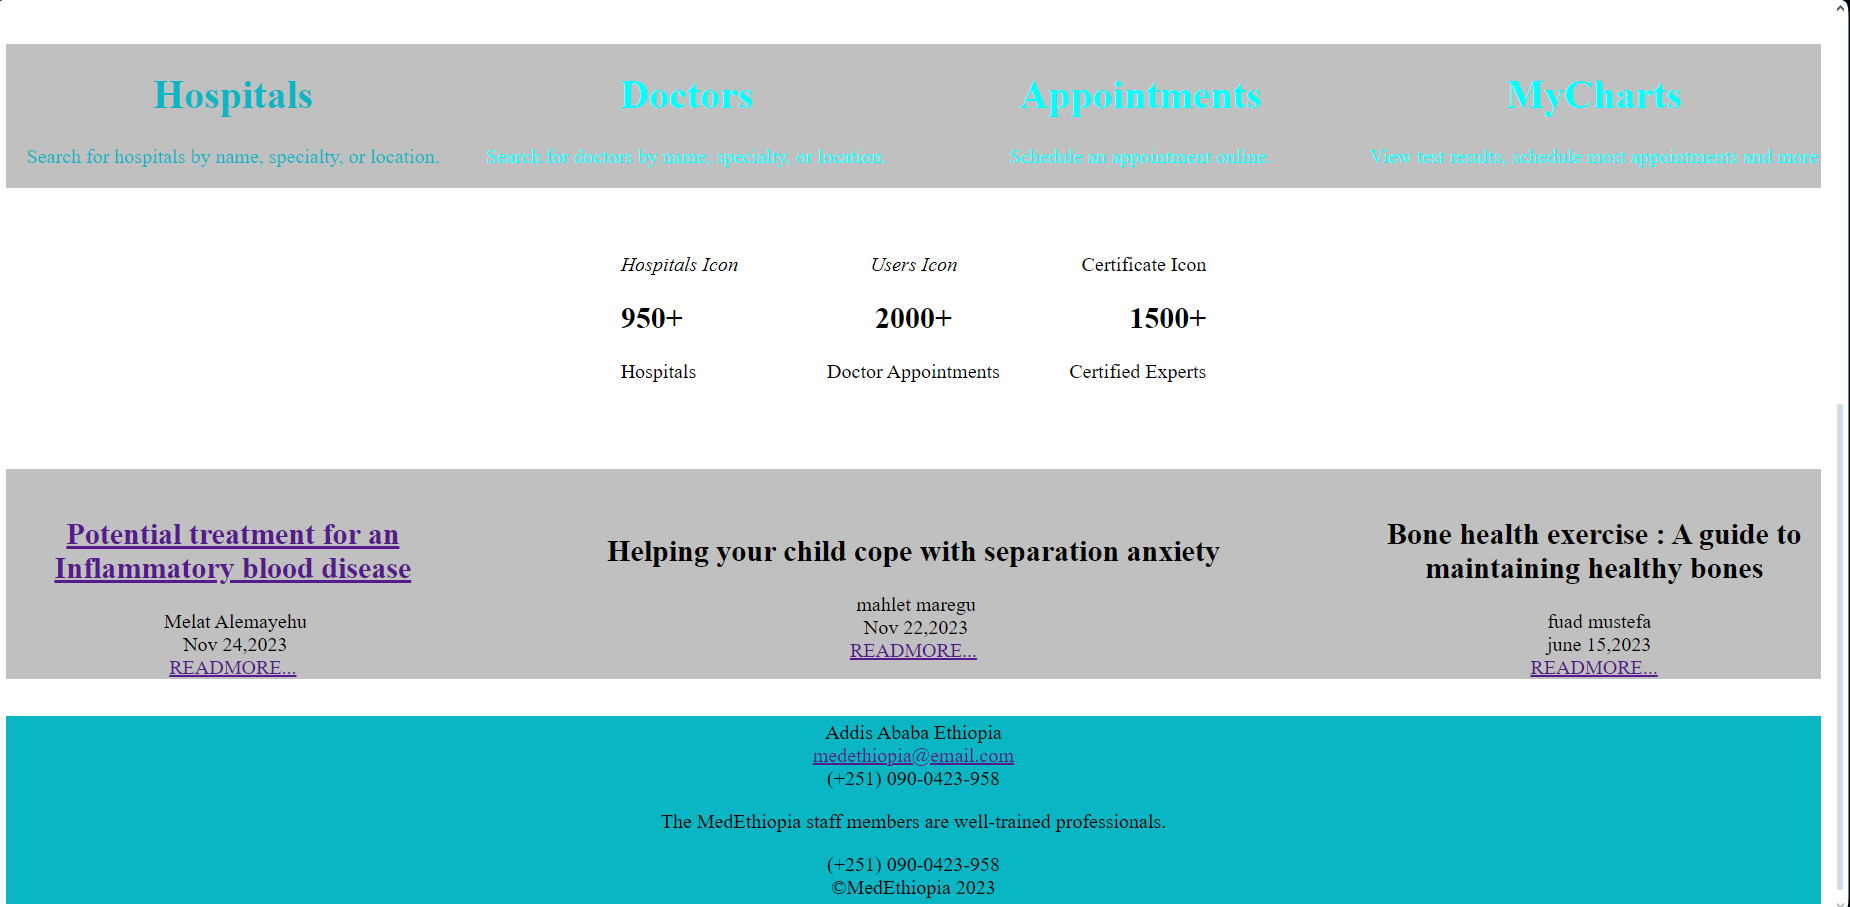 Hospitals
Doctors
Appointments
MyCharts
Search for hospitals by name, specialty, or location.
Search for doctors by name, specialty, or location.
Schedule an appointment online.
View test results, schedule most appointments and more
Hospitals Icon
Users Icon
Certificate Icon
950+
2000+
1500+
Hospitals
Doctor Appointments
Certified Experts
Potential treatment for an
Inflammatory blood disease
Melat Alemayehu
Nov 24,2023
READMORE...
Helping your child cope with separation anxiety
mahlet maregu
Nov 22,2023
READMORE...
Bone health exercise : A guide to
maintaining healthy bones
fuad mustefa
june 15,2023
READMORE...
Addis Ababa Ethiopia
medethiopia@email.com
(+251) 090-0423-958
The MedEthiopia staff members are well-trained professionals.
(+251) 090-0423-958
©MedEthiopia 2023